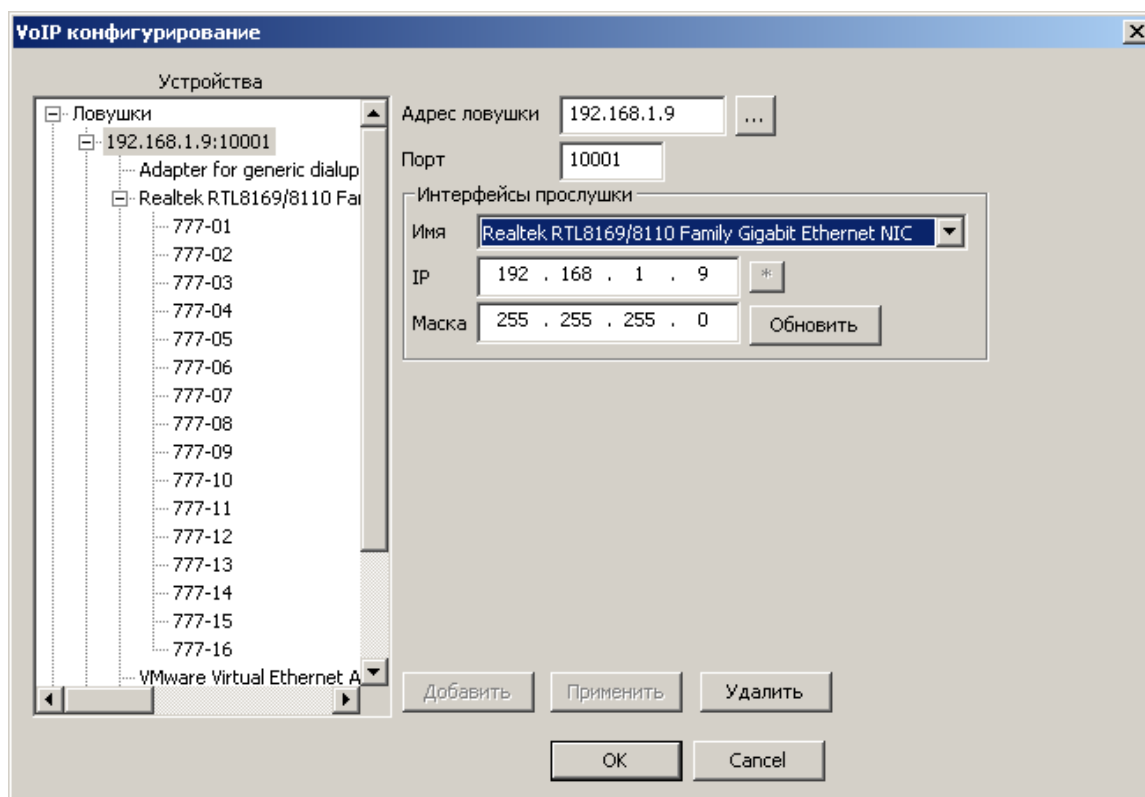 VoIP конфигурирование
Устройства
Ловушки
192.168.1.9:10001
Adapter for generic dialup
Realtek RTL8169/8110 Fa
777-01
777-02
777-03
777-04
777-05
777-06
777-07
777-08
777-09
777-10
777-11
777-12
777-13
777-14
777-15
777-16
VMware Virtual Ethernet A
Адрес ловушки 192.168.1.9 ...
Порт 10001
Интерфейсы прослушки
Имя Realtek RTL8169/8110 Family Gigabit Ethernet NIC
IP 192 . 168 . 1 . 9 *
Маска 255 . 255 . 255 . 0 Обновить
Добавить Применить Удалить
OK Cancel